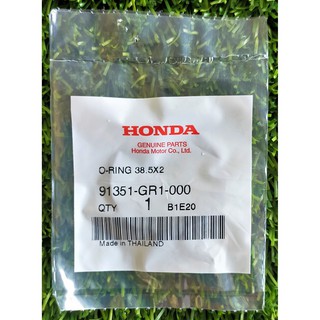 HONDA
GENUINE PARTS
Honda Motor Co., Ltd.
O-RING 38.5X2
91351-GR1-000
QTY 1 B1E20
Made in THAILAND